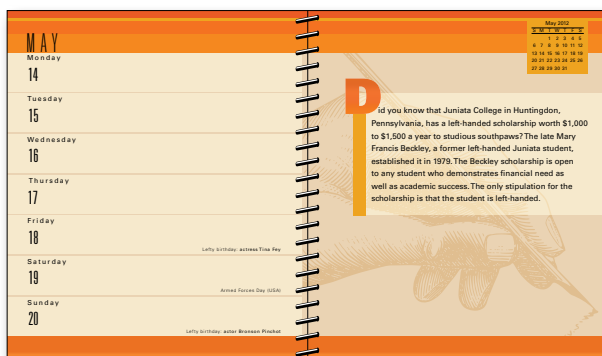 MAY
Monday
14
Tuesday
15
Wednesday
16
Thursday
17
Friday
18
Lefty birthday: actress Tina Fey
Saturday
19
Armed Forces Day (USA)
Sunday
20
Lefty birthday: actor Bronson Pinchot
May 2012
S M T W T F S
1 2 3 4 5
6 7 8 9 10 11 12
13 14 15 16 17 18 19
20 21 22 23 24 25 26
27 28 29 30 31
Did you know that Juniata College in Huntingdon,
Pennsylvania, has a left-handed scholarship worth $1,000
to $1,500 a year to studious southpaws? The late Mary
Francis Beckley, a former left-handed Juniata student,
established it in 1979. The Beckley scholarship is open
to any student who demonstrates financial need as
well as academic success. The only stipulation for the
scholarship is that the student is left-handed.